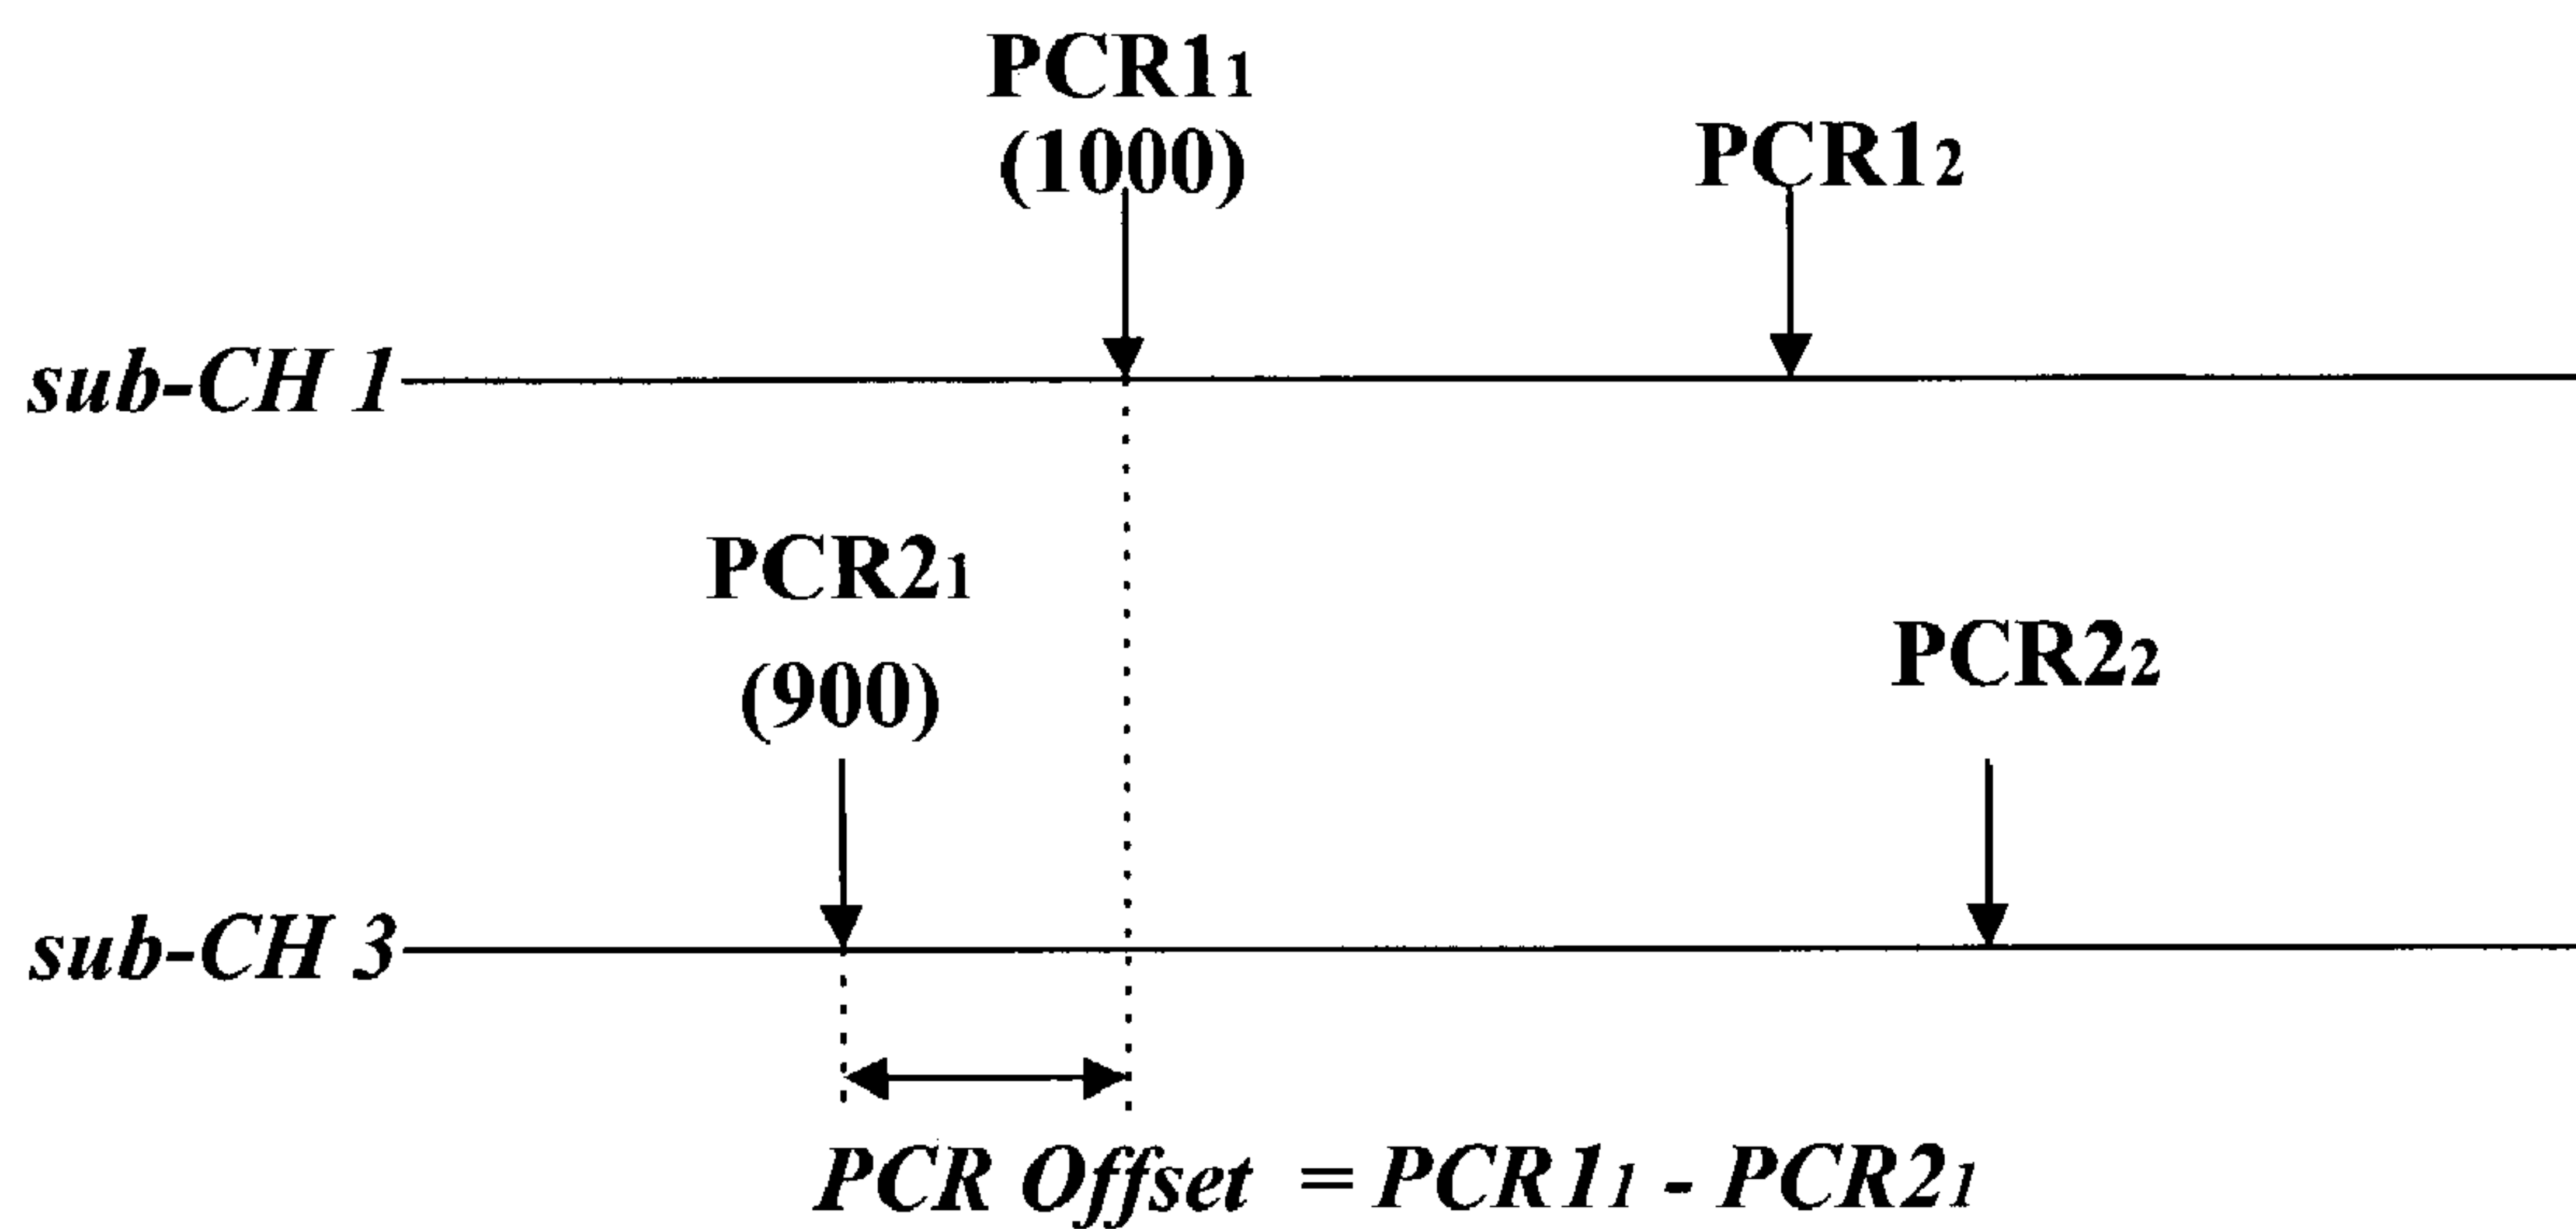 PCR11
(1000)
PCR12
sub-CH 1
PCR21
(900)
PCR22
sub-CH 3
PCR Offset = PCR11 - PCR21